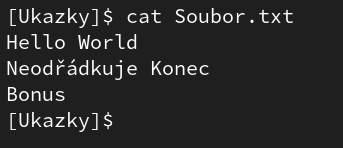 [Ukazky]$ cat Soubor.txt
Hello World
Neodřádkuje Konec
Bonus
[Ukazky]$